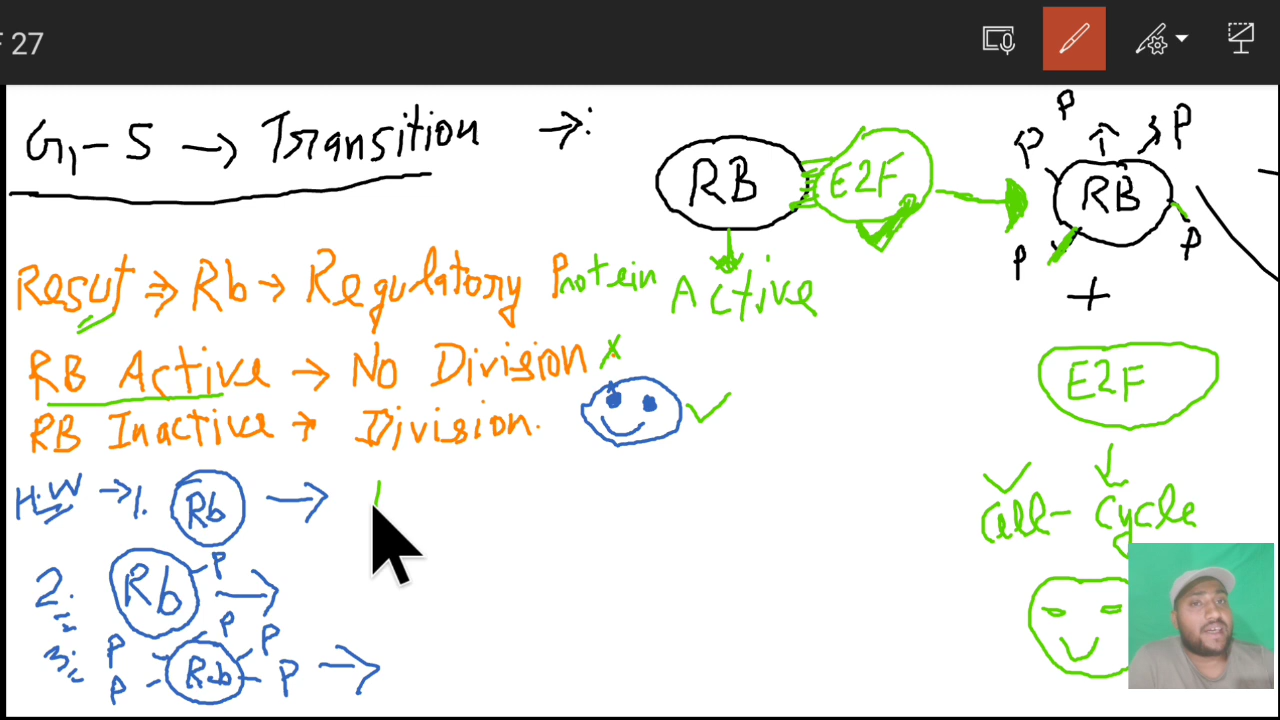 27
G1-S → Transition →:
RB E2F
P P P RB P P
Result ⇒ Rb → Regulatory Protein
Active
+
RB Active → No Division ×
E2F
RB Inactive → Division. ✓
H.W → 1. Rb →
✓ Cell-Cycle
2. Rb-P →
3. P P Rb P P P →